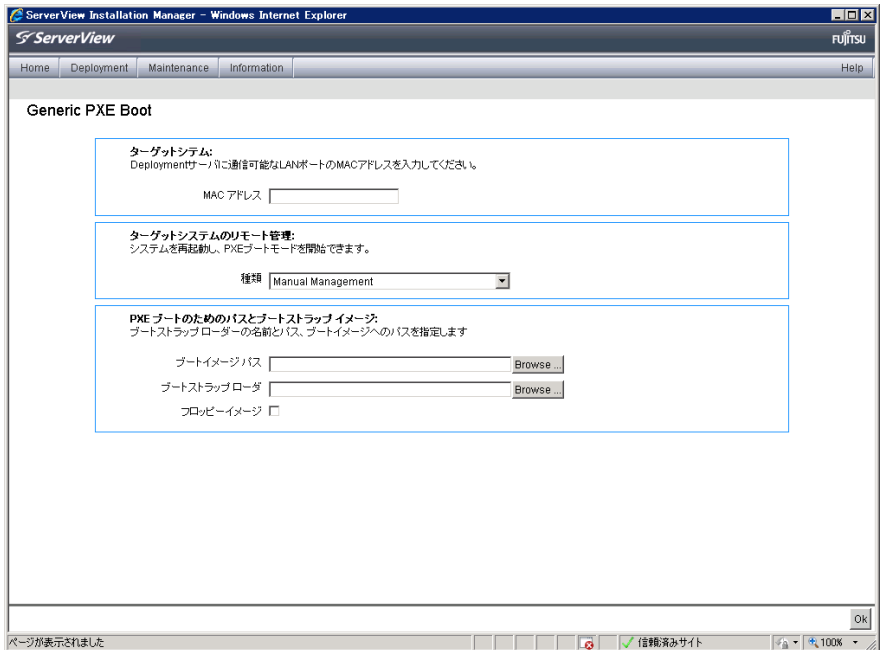 ServerView Installation Manager - Windows Internet Explorer
ServerView
FUJITSU
Home Deployment Maintenance Information Help
Generic PXE Boot
ターゲットシテム:
Deploymentサーバに通信可能なLANポートのMACアドレスを入力してください。
MAC アドレス
ターゲットシステムのリモート管理:
システムを再起動し、PXEブートモードを開始できます。
種類 Manual Management
PXE ブートのためのパスとブートストラップ イメージ:
ブートストラップ ローダーの名前とパス、ブートイメージへのパスを指定します
ブートイメージ パス Browse ...
ブートストラップ ローダ Browse ...
フロッピーイメージ
Ok
ページが表示されました 信頼済みサイト 100%